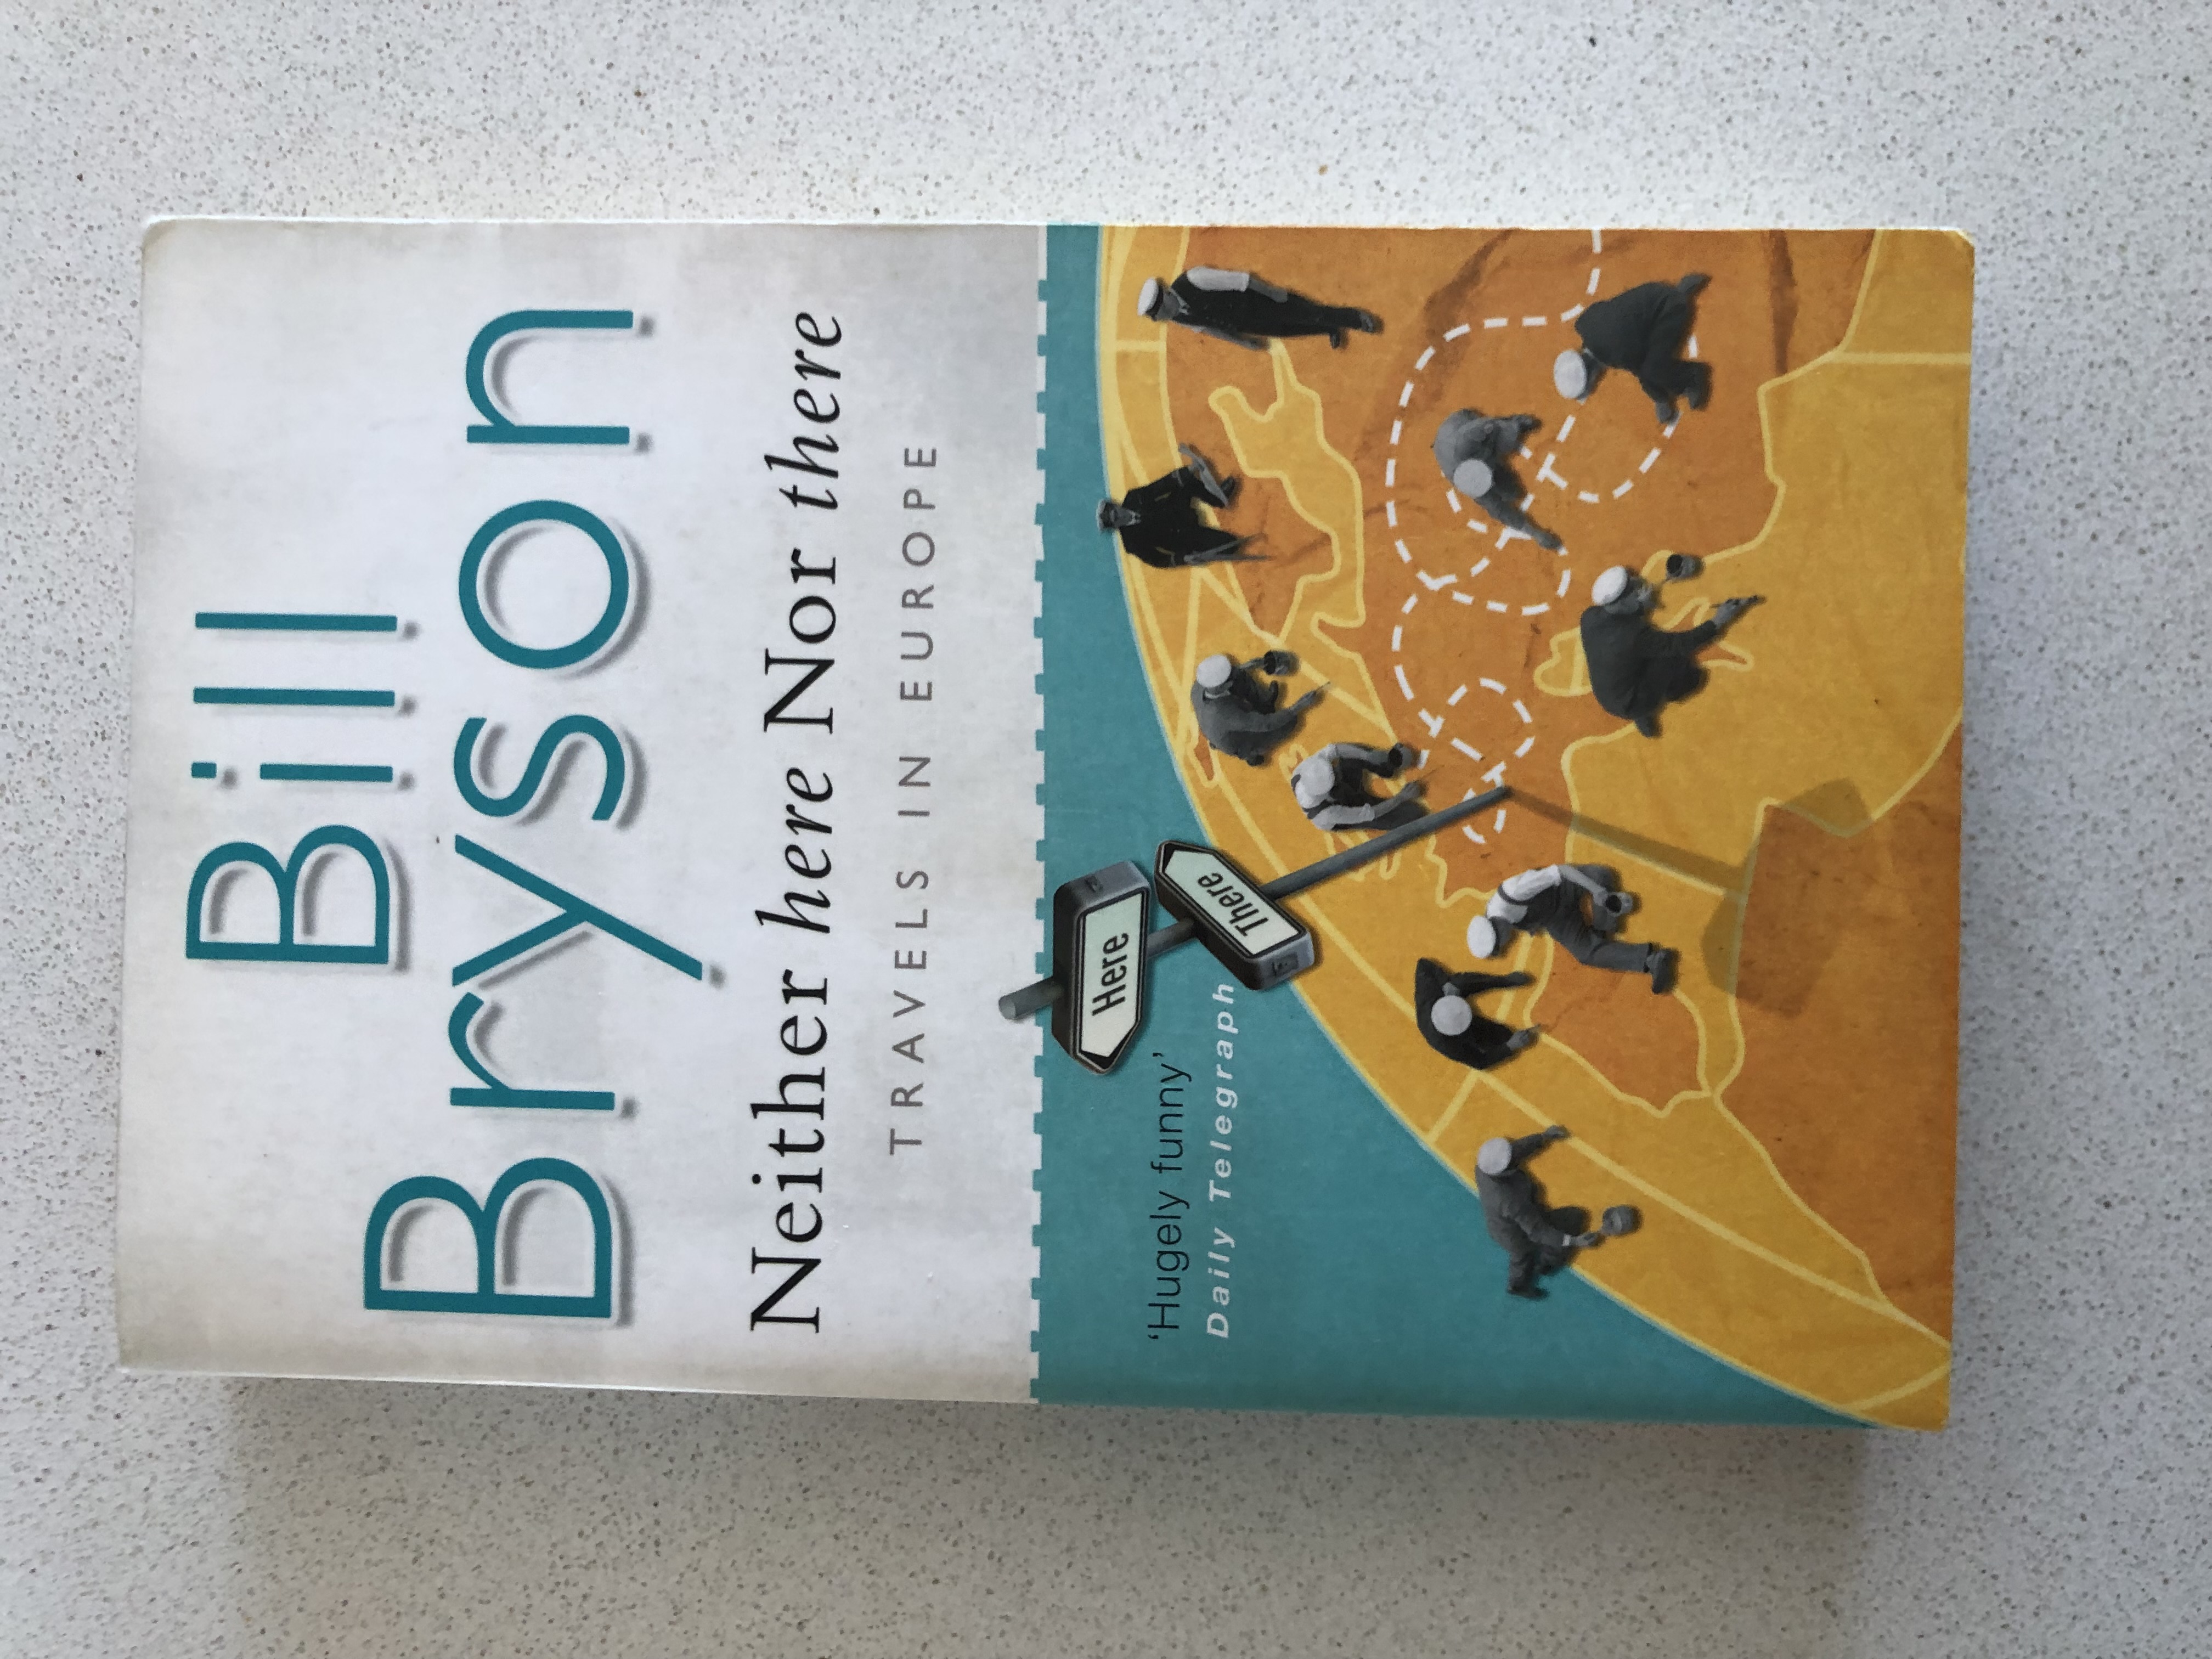 Bill
Bryson
Neither here Nor there
TRAVELS IN EUROPE
Here
There
‘Hugely funny’
Daily Telegraph